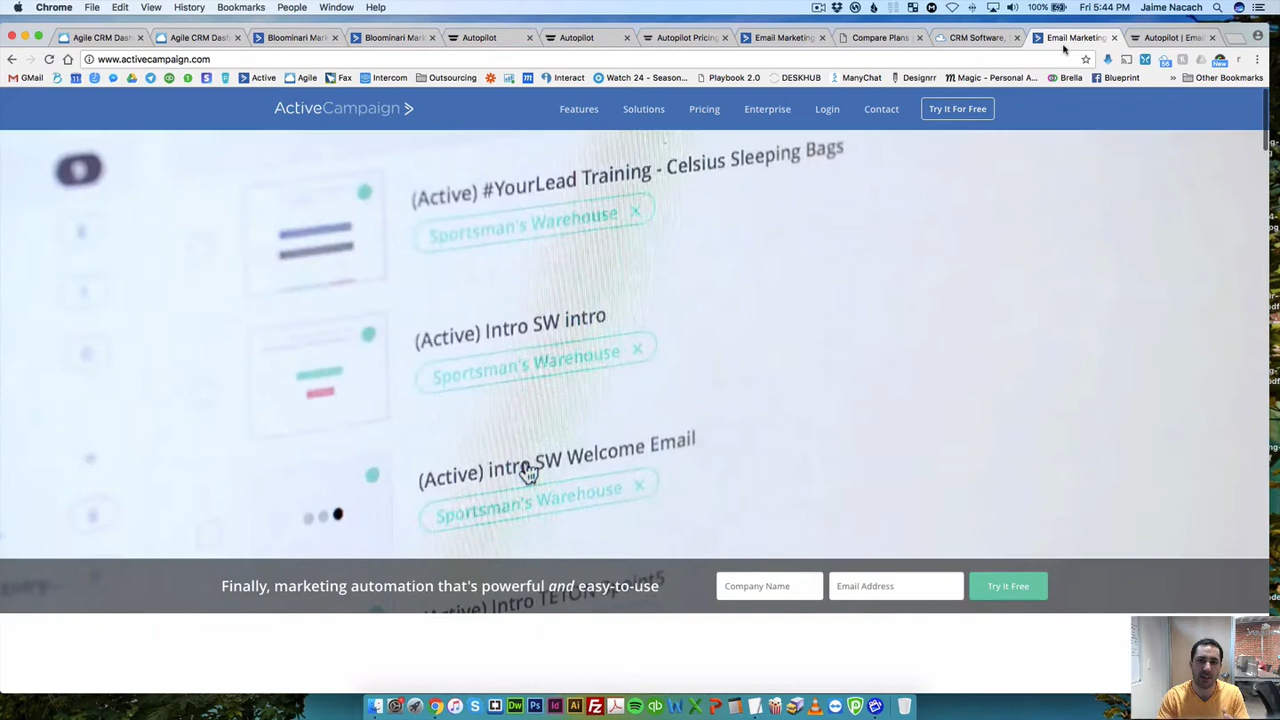 Chrome File Edit View History Bookmarks People Window Help 100% Fri 5:44 PM Jaime Nacach
Agile CRM Dash Agile CRM Dash Bloominari Mark Bloominari Mark Autopilot Autopilot Autopilot Pricing Email Marketing Compare Plans CRM Software, Email Marketing Autopilot | Email
www.activecampaign.com
GMail Active Fax Intercom Outsourcing Interact Watch 24 - Season... Playbook 2.0 DESKHUB ManyChat Designrr Magic - Personal A... Brella Blueprint » Other Bookmarks
ActiveCampaign > Features Solutions Pricing Enterprise Login Contact Try It For Free
(Active) #YourLead Training - Celsius Sleeping Bags
Sportsman's Warehouse ×
(Active) Intro SW intro
Sportsman's Warehouse ×
(Active) intro SW Welcome Email
Sportsman's Warehouse ×
Finally, marketing automation that's powerful and easy-to-use Company Name Email Address Try It Free
(Active) Intro TETON